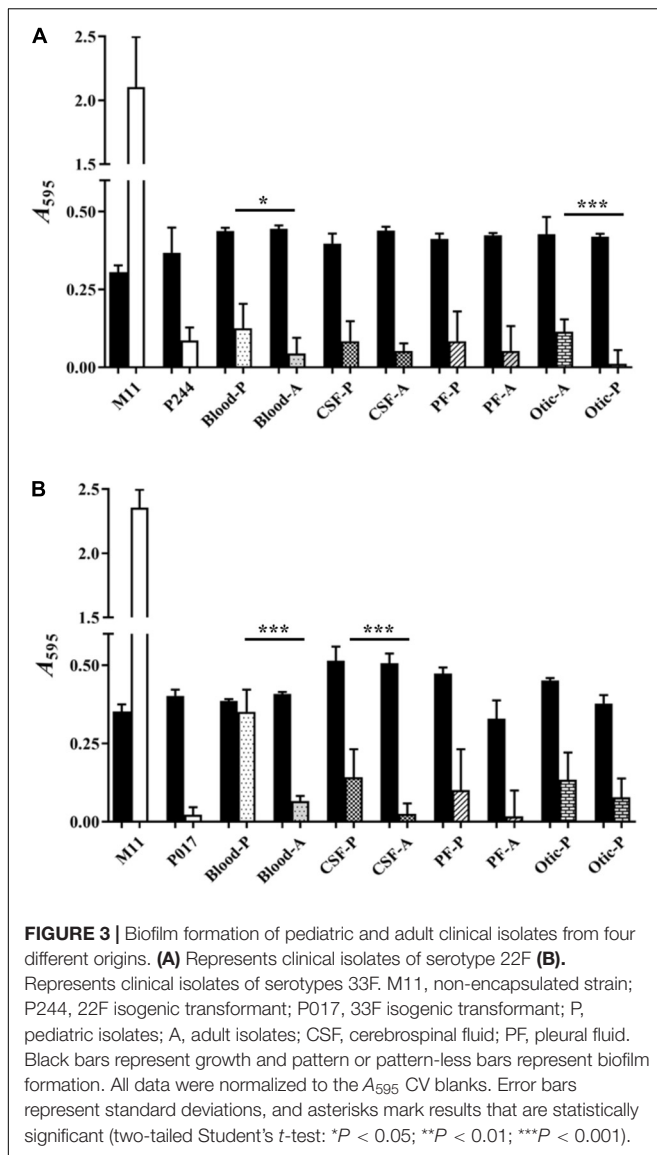 A
2.5
2.0
1.5
A595
0.50
0.25
0.00
*
***
M11
P244
Blood-P
Blood-A
CSF-P
CSF-A
PF-P
PF-A
Otic-A
Otic-P
B
2.5
2.0
1.5
A595
0.50
0.25
0.00
***
***
M11
P017
Blood-P
Blood-A
CSF-P
CSF-A
PF-P
PF-A
Otic-P
Otic-P
FIGURE 3 | Biofilm formation of pediatric and adult clinical isolates from four
different origins. (A) Represents clinical isolates of serotype 22F (B).
Represents clinical isolates of serotypes 33F. M11, non-encapsulated strain;
P244, 22F isogenic transformant; P017, 33F isogenic transformant; P,
pediatric isolates; A, adult isolates; CSF, cerebrospinal fluid; PF, pleural fluid.
Black bars represent growth and pattern or pattern-less bars represent biofilm
formation. All data were normalized to the A595 CV blanks. Error bars
represent standard deviations, and asterisks mark results that are statistically
significant (two-tailed Student's t-test: *P < 0.05; **P < 0.01; ***P < 0.001).